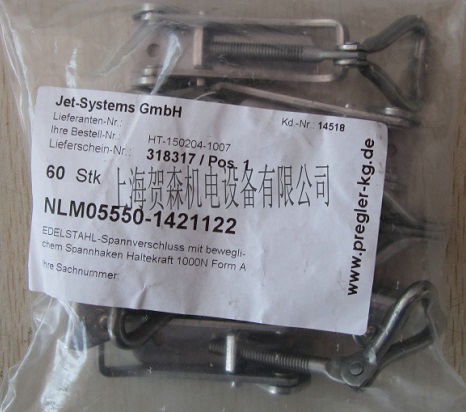 Jet-Systems GmbH
Lieferanten-Nr.:
Kd.-Nr.: 14518
Ihre Bestell-Nr.: HT-150204-1007
Lieferschein-Nr.: 318317 / Pos. 1
60 Stk
上海贺森机电设备有限公司
NLM05550-1421122
EDELSTAHL-Spannverschluss mit bewegli-
chem Spannhaken Haltekraft 1000N Form A
Ihre Sachnummer:
www.pregler-kg.de